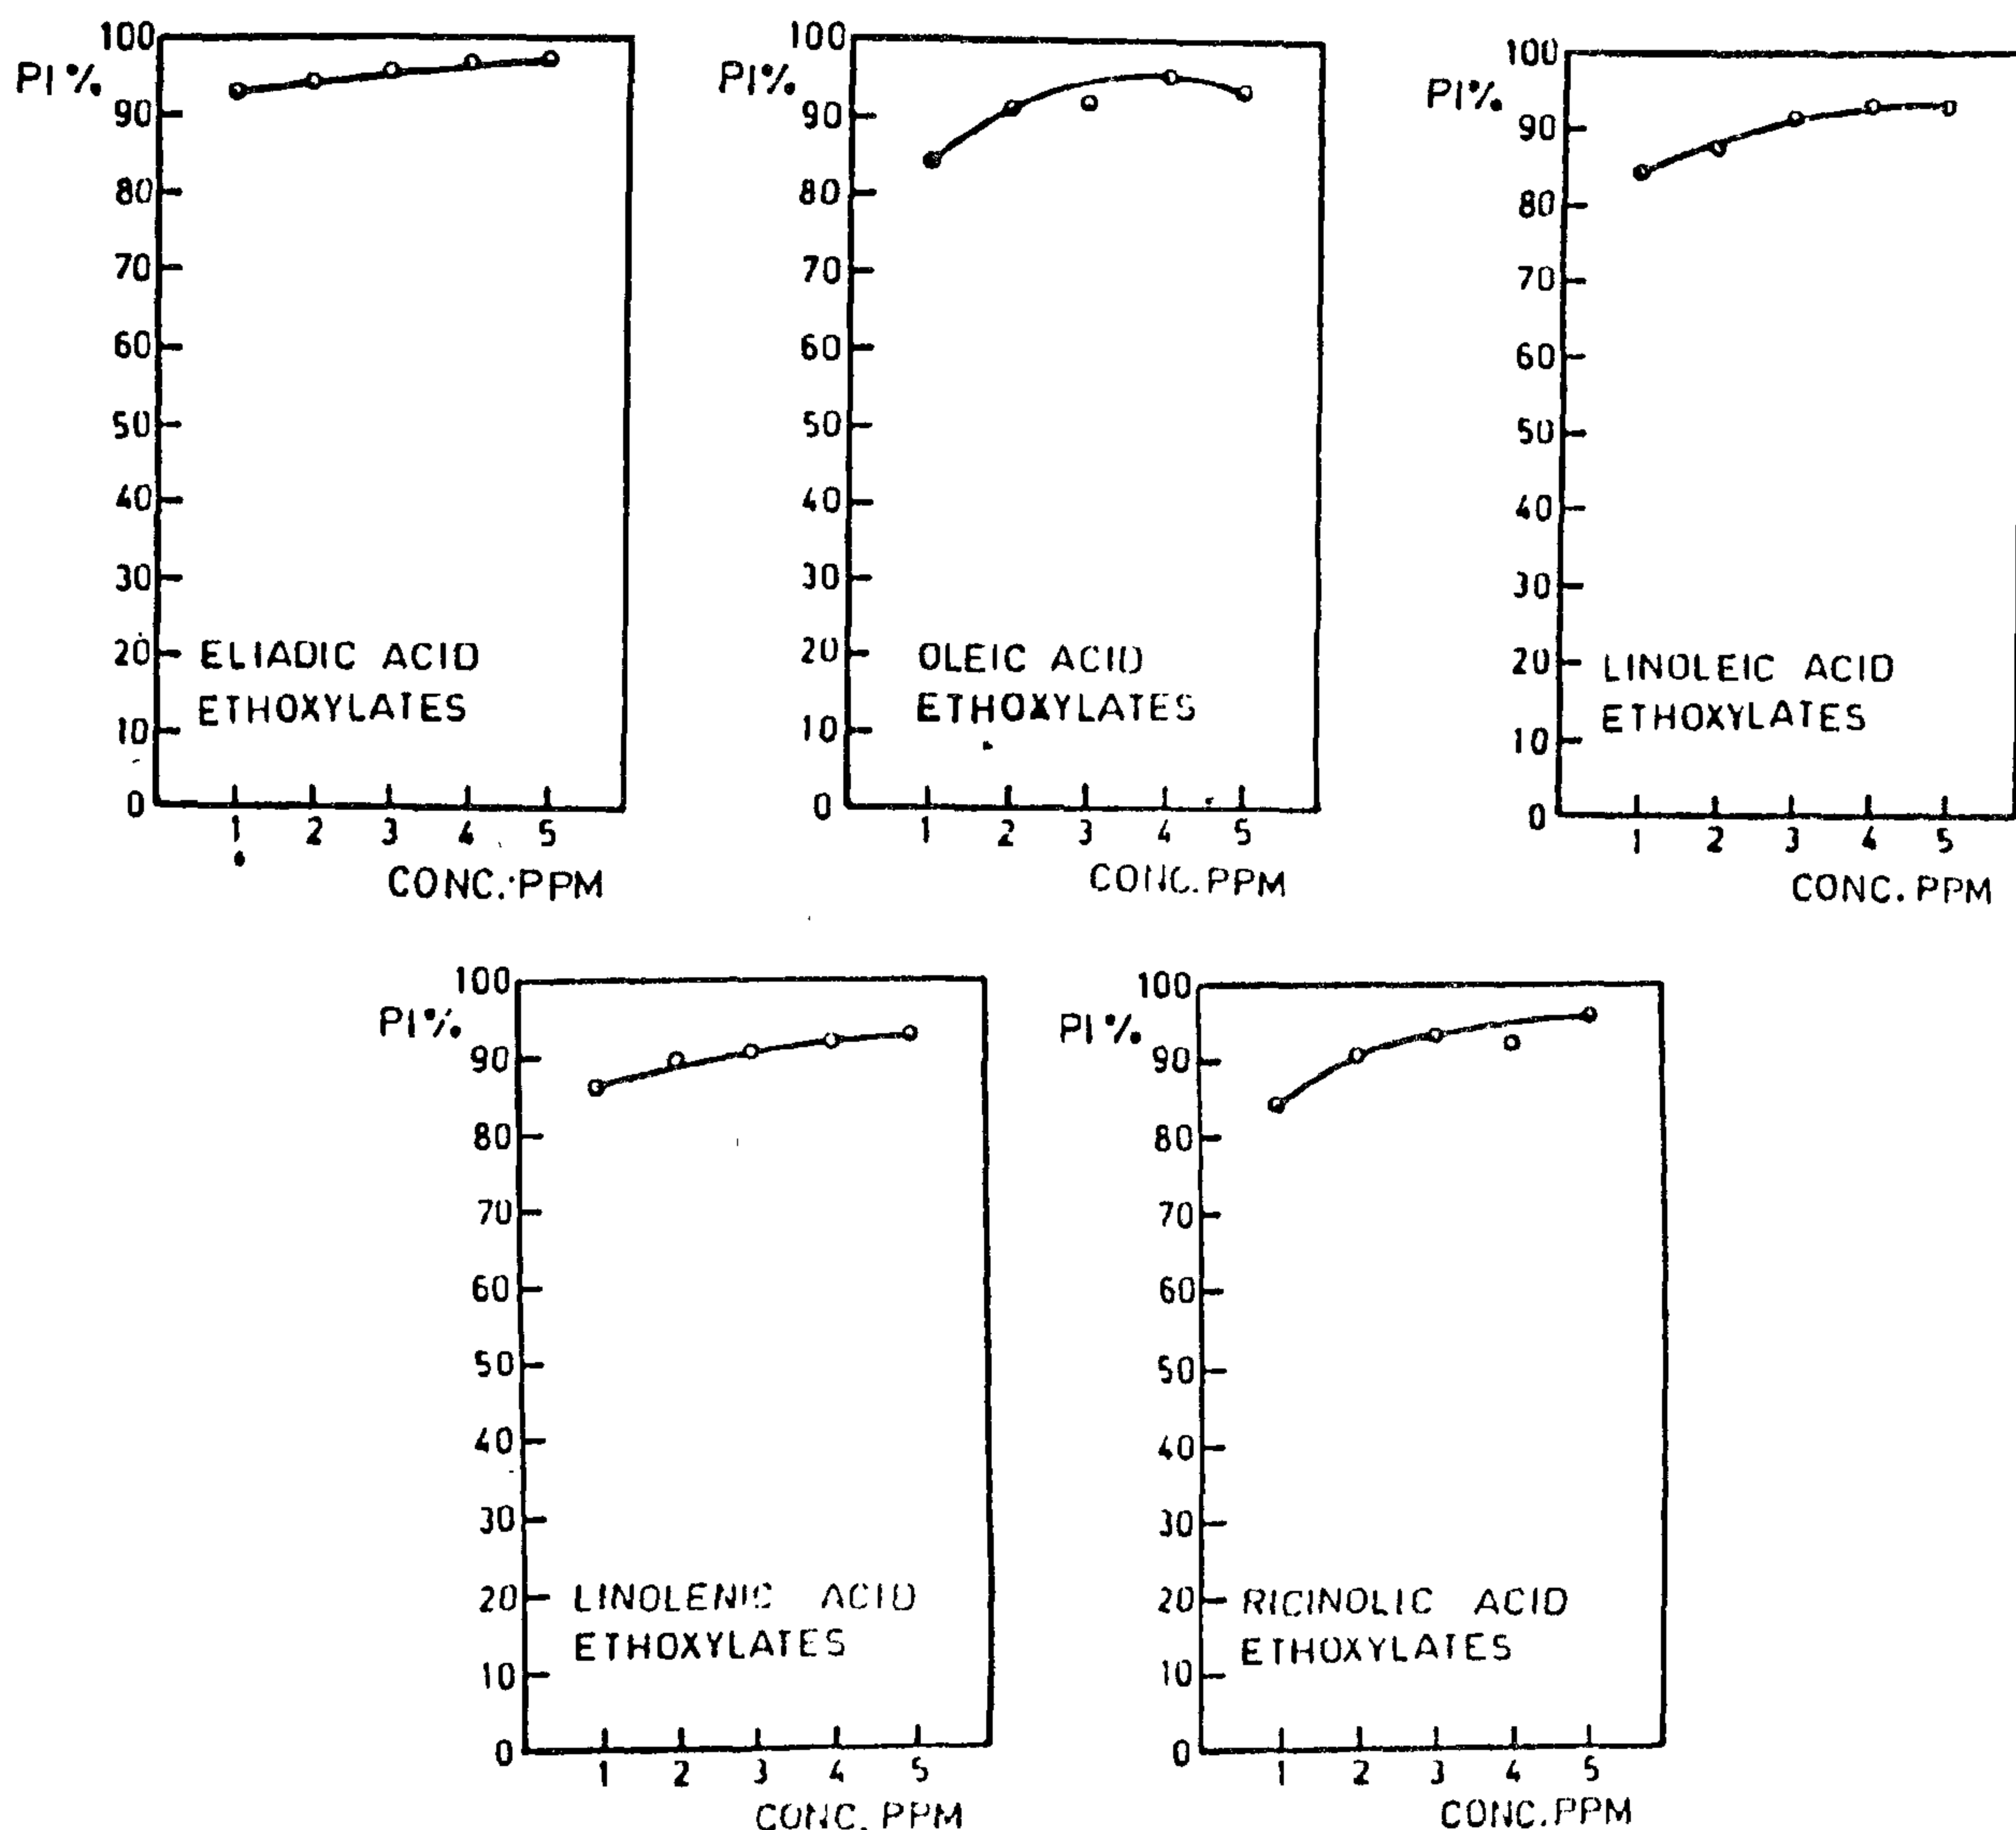 100
PI%
90
80
70
60
50
40
30
20
10
0
ELIADIC ACID
ETHOXYLATES
1 2 3 4 5
CONC. PPM
100
PI%
90
80
70
60
50
40
30
20
10
0
OLEIC ACID
ETHOXYLATES
1 2 3 4 5
CONC. PPM
100
PI%
90
80
70
60
50
40
30
20
10
0
LINOLEIC ACID
ETHOXYLATES
1 2 3 4 5
CONC. PPM
100
PI%
90
80
70
60
50
40
30
20
10
0
LINOLENIC ACID
ETHOXYLATES
1 2 3 4 5
CONC. PPM
100
PI%
90
80
70
60
50
40
30
20
10
0
RICINOLIC ACID
ETHOXYLATES
1 2 3 4 5
CONC. PPM